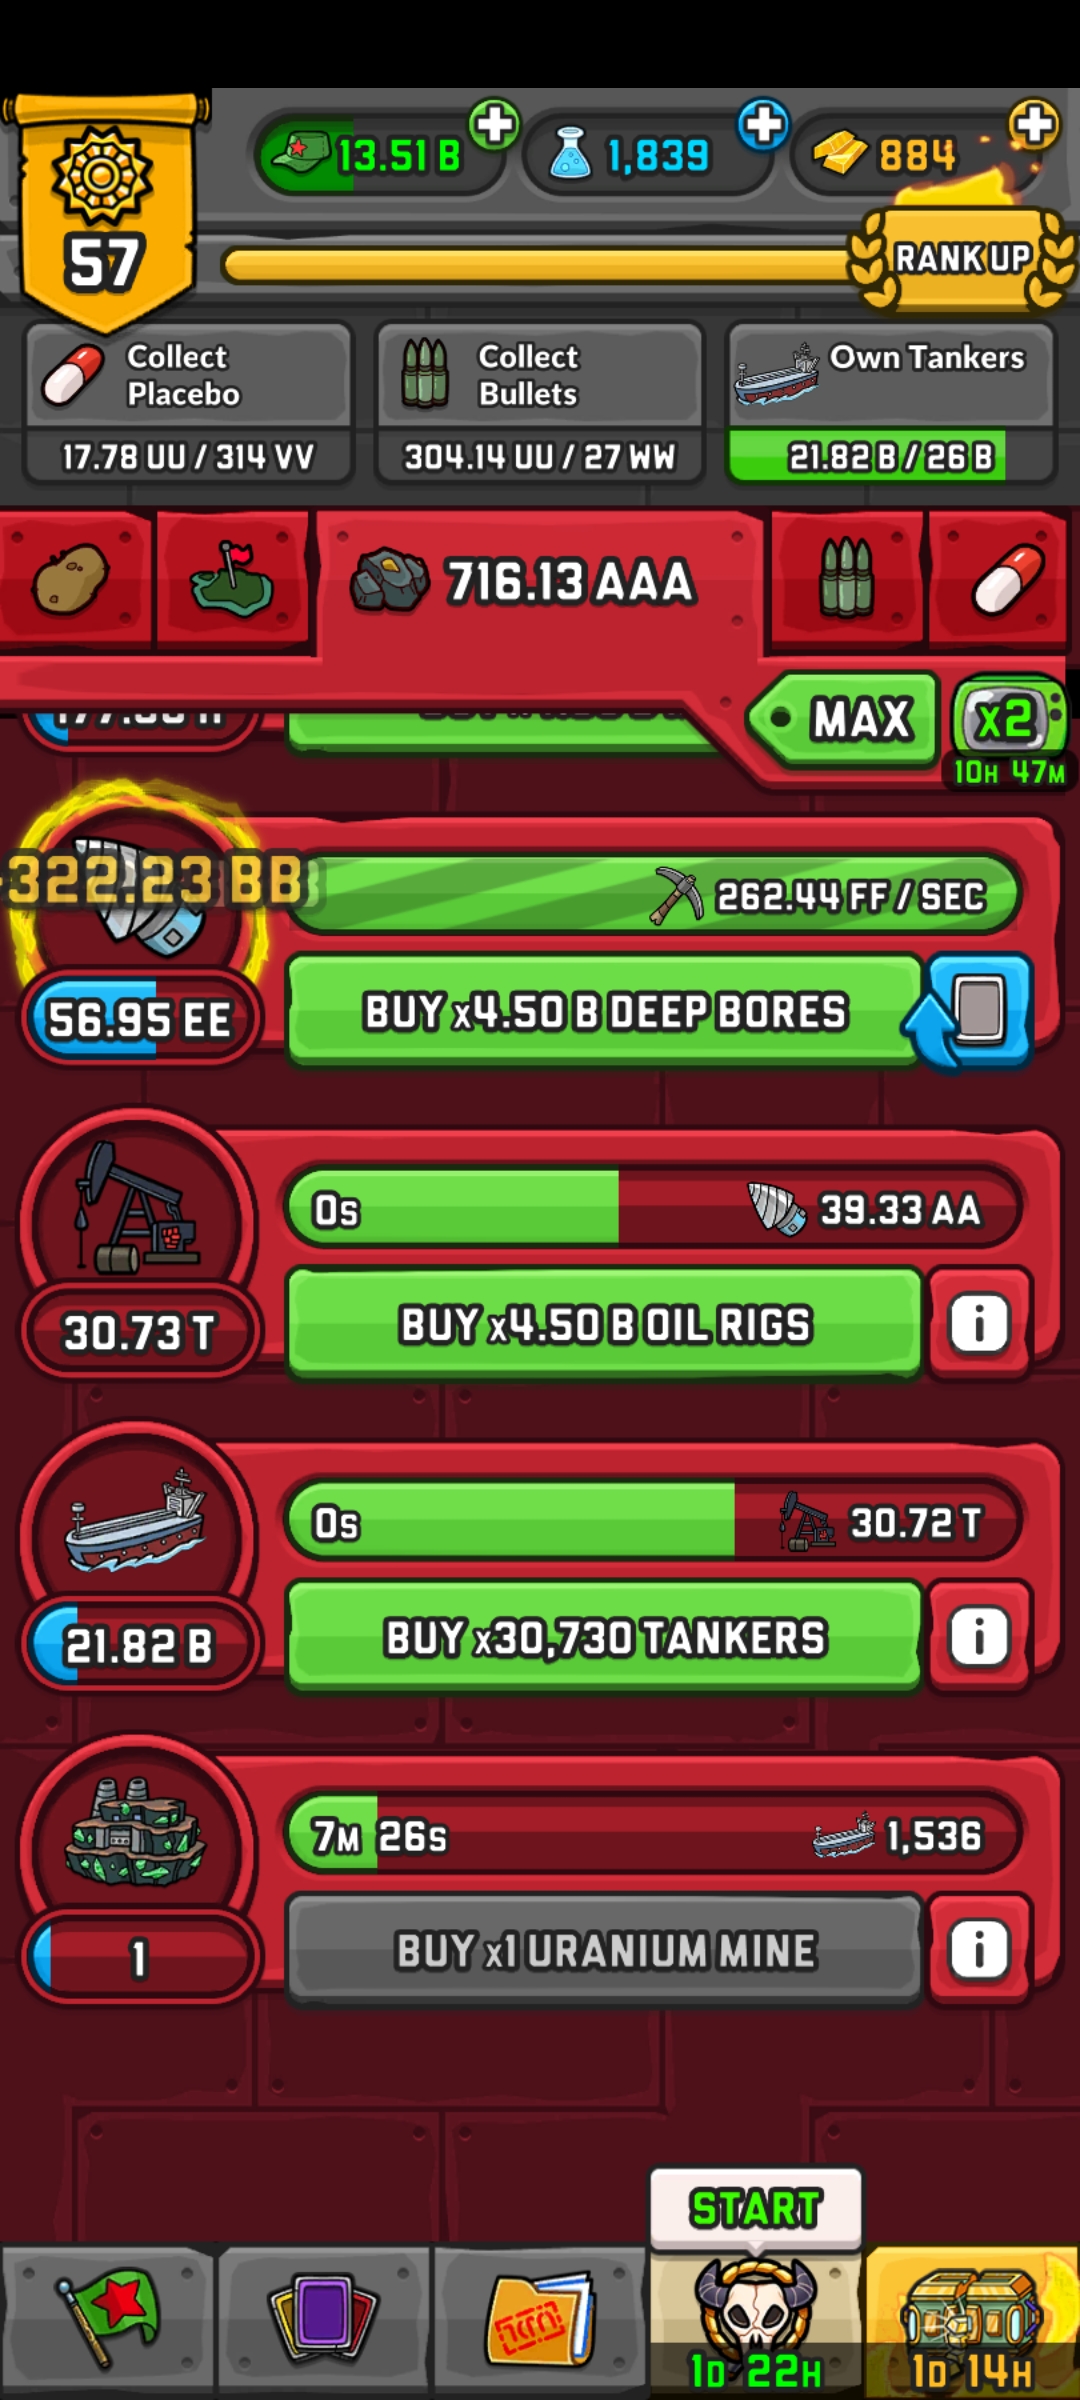 13.51 B
1,839
884
57
RANK UP
Collect
Placebo
17.78 UU / 314 VV
Collect
Bullets
304.14 UU / 27 WW
Own Tankers
21.82 B / 26 B
716.13 AAA
MAX
x2
10H 47M
322.23 BB
262.44 FF / SEC
56.95 EE
BUY x4.50 B DEEP BORES
0s
39.33 AA
30.73 T
BUY x4.50 B OIL RIGS
i
0s
30.72 T
21.82 B
BUY x30,730 TANKERS
i
7M 26s
1,536
1
BUY x1 URANIUM MINE
i
START
1D 22H
1D 14H